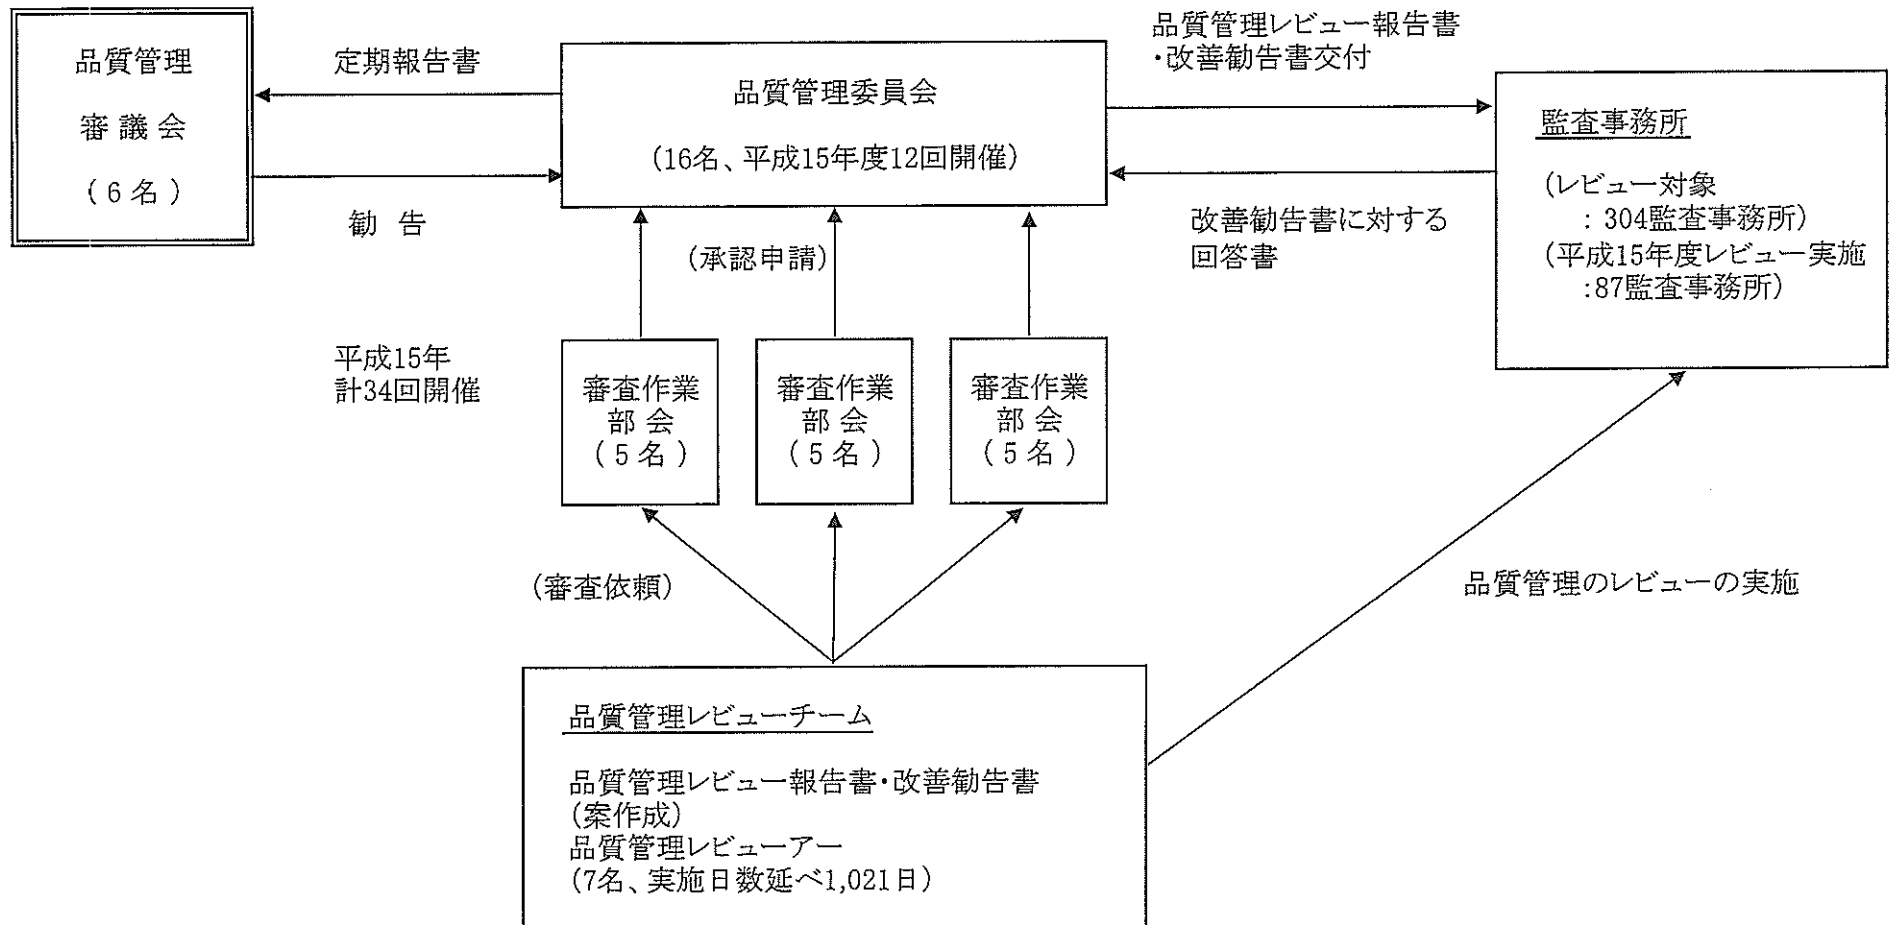 品質管理
審議会
(6名)
定期報告書
勧 告
品質管理委員会
(16名、平成15年度12回開催)
品質管理レビュー報告書
・改善勧告書交付
改善勧告書に対する
回答書
監査事務所
(レビュー対象
：304監査事務所)
(平成15年度レビュー実施
:87監査事務所)
(承認申請)
平成15年
計34回開催
審査作業
部 会
(5名)
審査作業
部 会
(5名)
審査作業
部 会
(5名)
(審査依頼)
品質管理のレビューの実施
品質管理レビューチーム
品質管理レビュー報告書・改善勧告書
(案作成)
品質管理レビューアー
(7名、実施日数延べ1,021日)